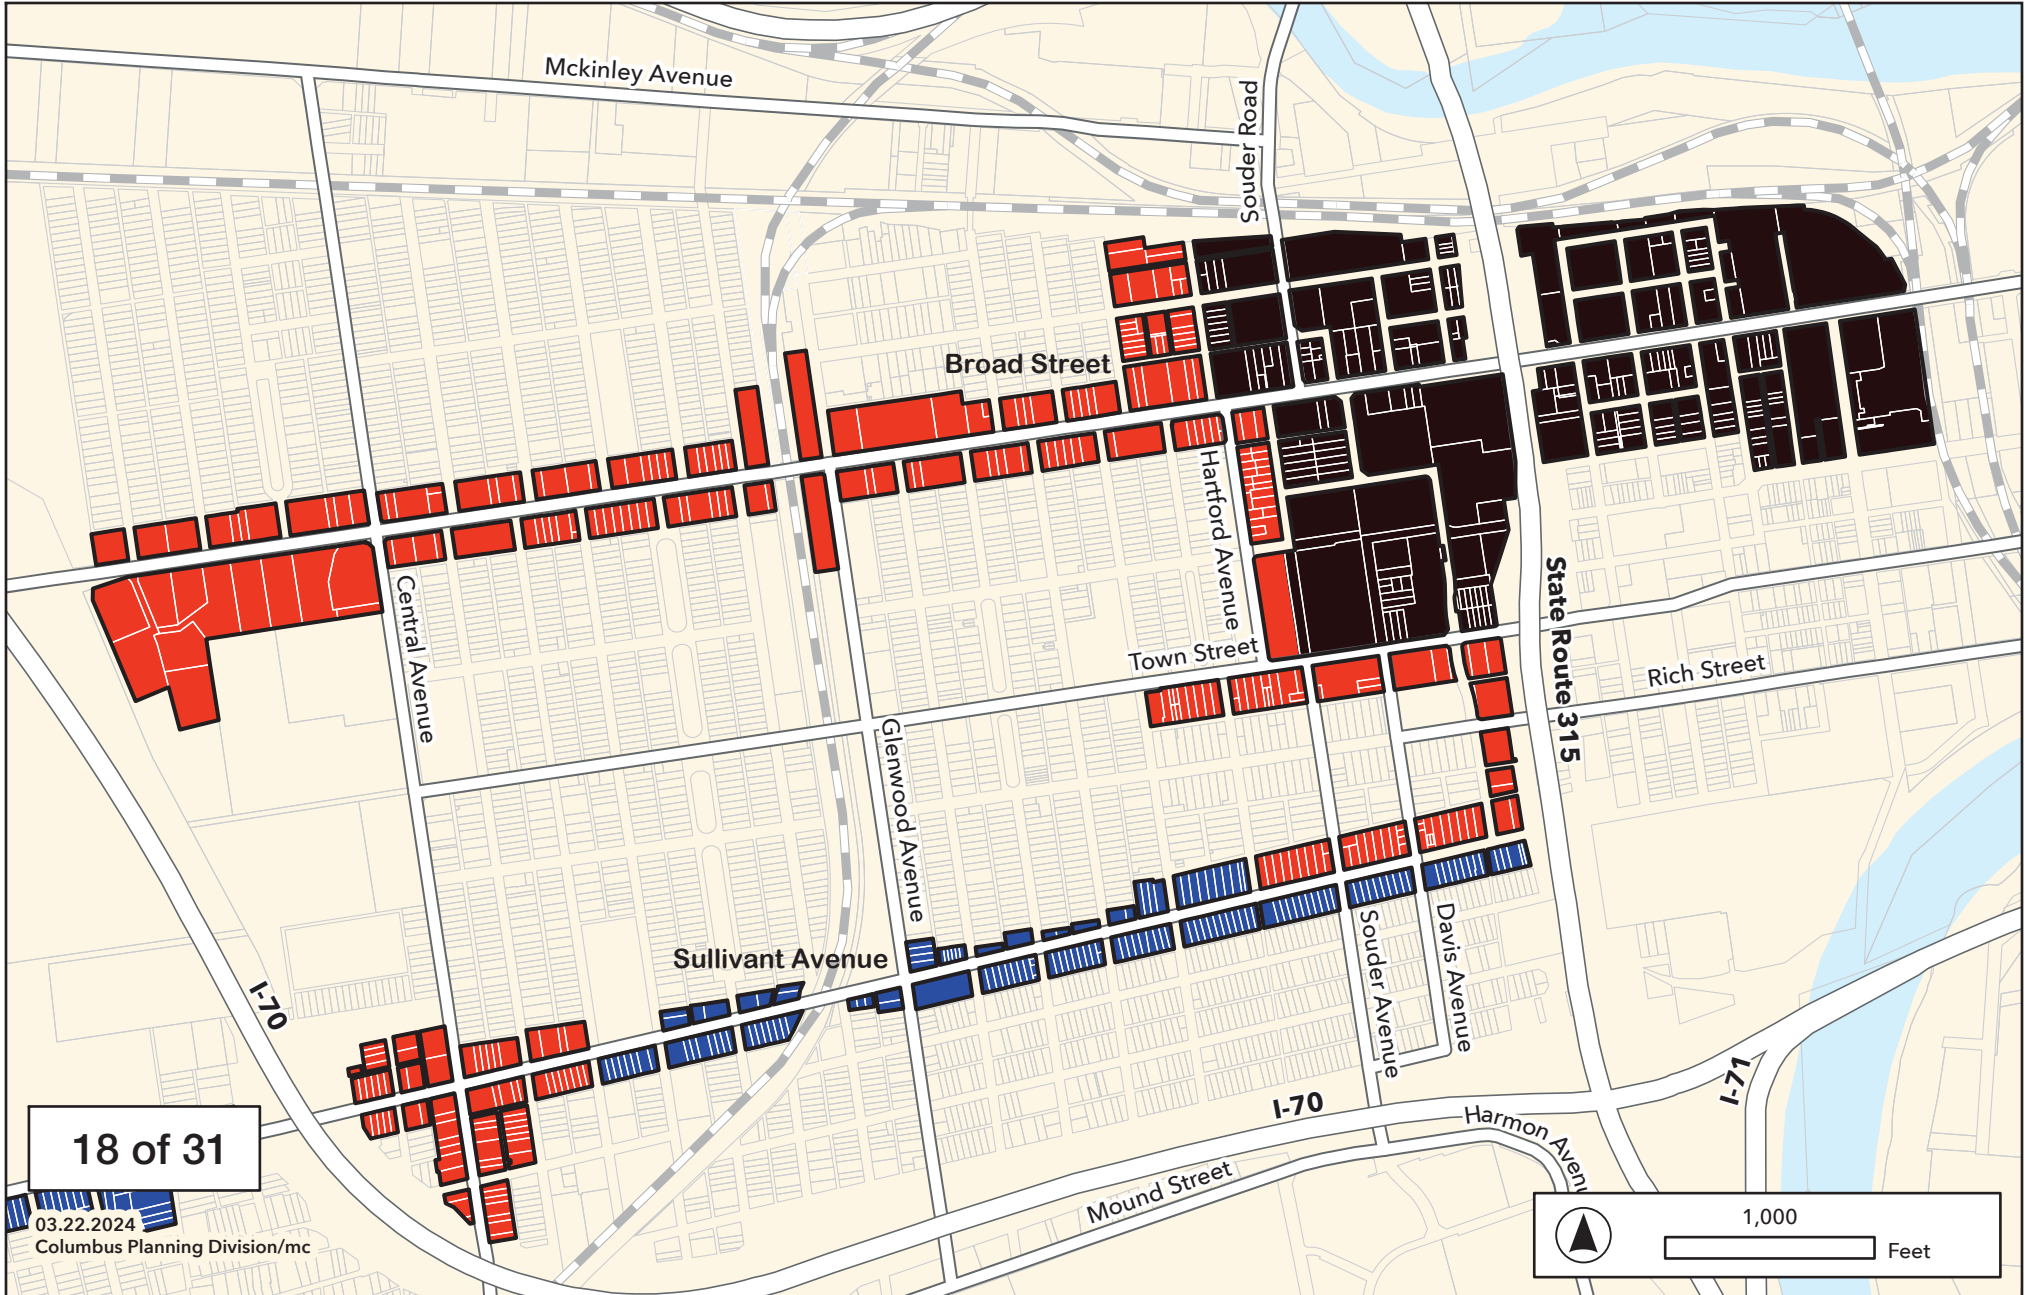 Mckinley Avenue
Souder Road
Broad Street
Hartford Avenue
Central Avenue
State Route 315
Town Street
Rich Street
Glenwood Avenue
Sullivant Avenue
Souder Avenue
Davis Avenue
I-70
I-70
I-71
Harmon Avenu
Mound Street
18 of 31
03.22.2024
Columbus Planning Division/mc
1,000
Feet